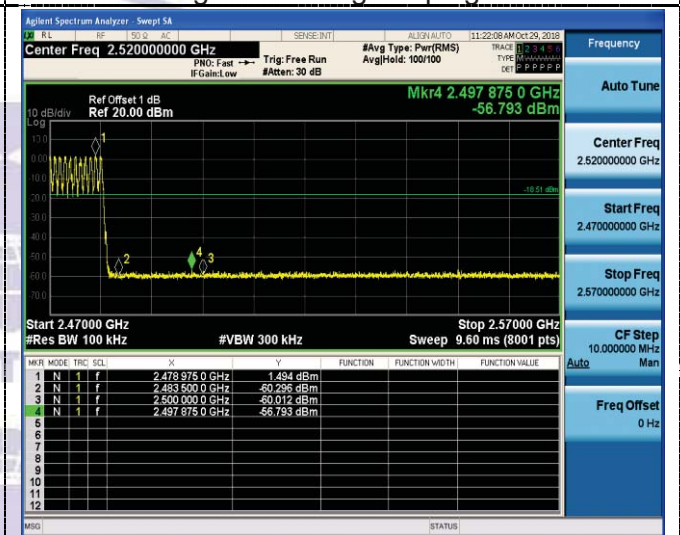 Agilent Spectrum Analyzer - Swept SA
RL RF 50 Ω AC SENSE:INT ALIGN AUTO 11:22:08 AM Oct 29, 2018
Center Freq 2.520000000 GHz
PNO: Fast
IFGain:Low
Trig: Free Run
#Atten: 30 dB
#Avg Type: Pwr(RMS)
Avg|Hold: 100/100
TRACE 1 2 3 4 5 6
TYPE
DET P P P P P P
Mkr4 2.497 875 0 GHz
-56.793 dBm
Ref Offset 1 dB
10 dB/div Ref 20.00 dBm
Log
10.0
0.00
-10.0
-20.0
-30.0
-40.0
-50.0
-60.0
-70.0
1
2
4
3
-18.51 dBm
Start 2.47000 GHz Stop 2.57000 GHz
#Res BW 100 kHz #VBW 300 kHz Sweep 9.60 ms (8001 pts)
MKR MODE TRC SCL X Y FUNCTION FUNCTION WIDTH FUNCTION VALUE
1 N 1 f 2.478 975 0 GHz 1.494 dBm
2 N 1 f 2.483 500 0 GHz -60.296 dBm
3 N 1 f 2.500 000 0 GHz -60.012 dBm
4 N 1 f 2.497 875 0 GHz -56.793 dBm
5
6
7
8
9
10
11
12
MSG STATUS
Frequency
Auto Tune
Center Freq
2.520000000 GHz
Start Freq
2.470000000 GHz
Stop Freq
2.570000000 GHz
CF Step
10.000000 MHz
Auto Man
Freq Offset
0 Hz